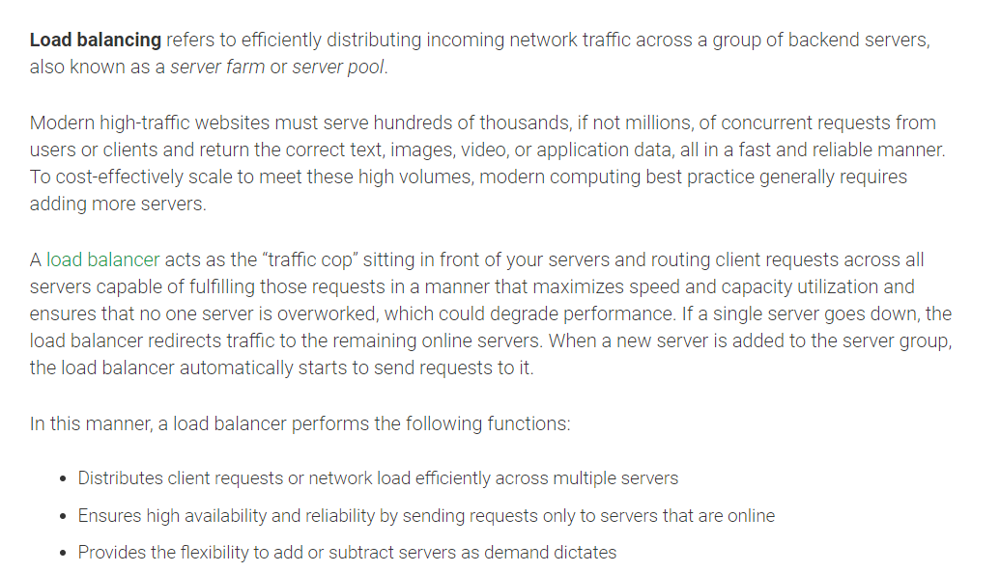 Load balancing refers to efficiently distributing incoming network traffic across a group of backend servers,
also known as a server farm or server pool.
Modern high-traffic websites must serve hundreds of thousands, if not millions, of concurrent requests from
users or clients and return the correct text, images, video, or application data, all in a fast and reliable manner.
To cost-effectively scale to meet these high volumes, modern computing best practice generally requires
adding more servers.
A load balancer acts as the “traffic cop” sitting in front of your servers and routing client requests across all
servers capable of fulfilling those requests in a manner that maximizes speed and capacity utilization and
ensures that no one server is overworked, which could degrade performance. If a single server goes down, the
load balancer redirects traffic to the remaining online servers. When a new server is added to the server group,
the load balancer automatically starts to send requests to it.
In this manner, a load balancer performs the following functions:
• Distributes client requests or network load efficiently across multiple servers
• Ensures high availability and reliability by sending requests only to servers that are online
• Provides the flexibility to add or subtract servers as demand dictates